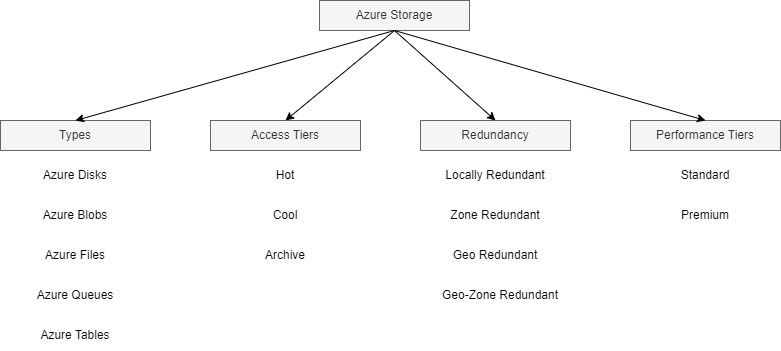 Azure Storage
Types
Access Tiers
Redundancy
Performance Tiers
Azure Disks
Hot
Locally Redundant
Standard
Azure Blobs
Cool
Zone Redundant
Premium
Azure Files
Archive
Geo Redundant
Azure Queues
Geo-Zone Redundant
Azure Tables